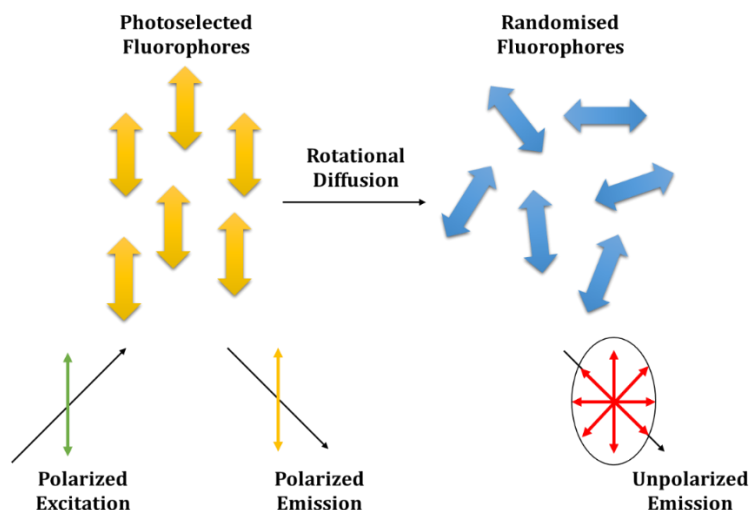 Photoselected
Fluorophores
Randomised
Fluorophores
Rotational
Diffusion
Polarized
Excitation
Polarized
Emission
Unpolarized
Emission